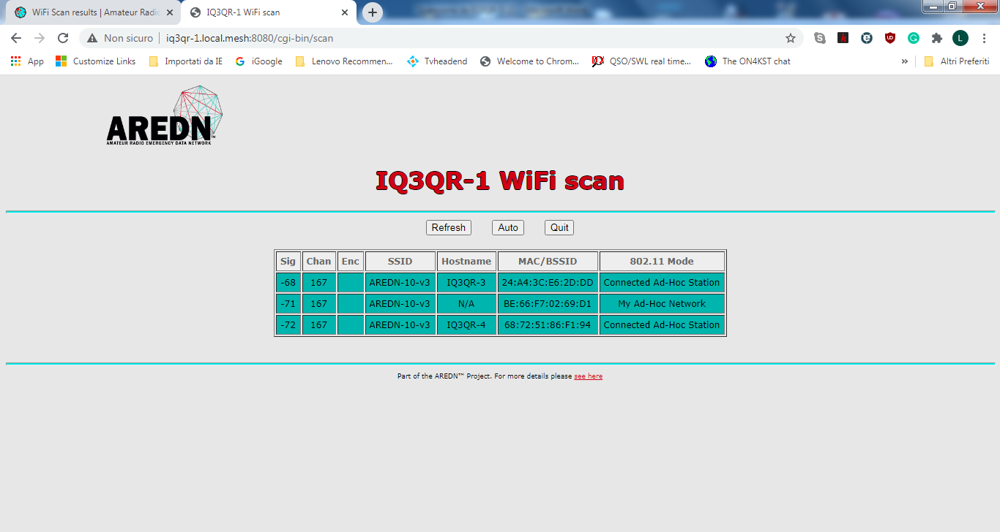 WiFi Scan results | Amateur Radio
IQ3QR-1 WiFi scan
Non sicuro
iq3qr-1.local.mesh:8080/cgi-bin/scan
L
App
Customize Links
Importati da IE
iGoogle
Lenovo Recommen...
Tvheadend
Welcome to Chrom...
QSO/SWL real time...
The ON4KST chat
»
Altri Preferiti
AREDN™
AMATEUR RADIO EMERGENCY DATA NETWORK
IQ3QR-1 WiFi scan
Refresh Auto Quit
Sig Chan Enc SSID Hostname MAC/BSSID 802.11 Mode
-68 167 AREDN-10-v3 IQ3QR-3 24:A4:3C:E6:2D:DD Connected Ad-Hoc Station
-71 167 AREDN-10-v3 N/A BE:66:F7:02:69:D1 My Ad-Hoc Network
-72 167 AREDN-10-v3 IQ3QR-4 68:72:51:86:F1:94 Connected Ad-Hoc Station
Part of the AREDN™ Project. For more details please see here